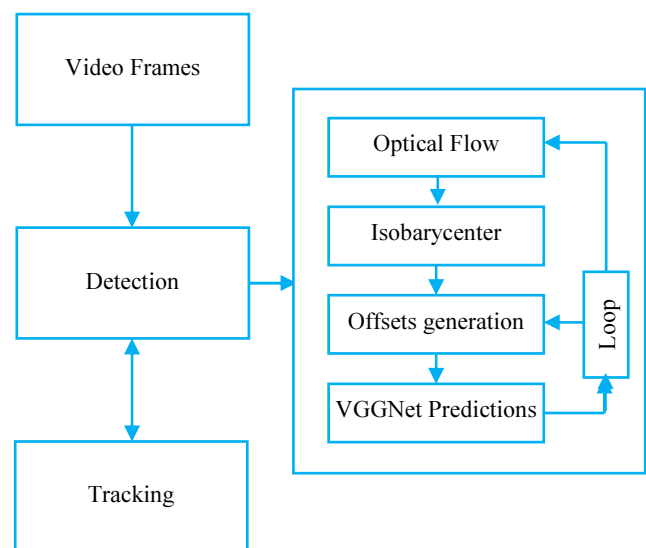 Video Frames
Detection
Tracking
Optical Flow
Isobarycenter
Offsets generation
VGGNet Predictions
Loop